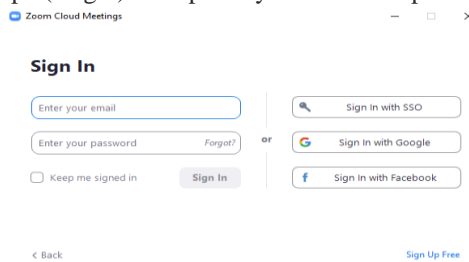 Zoom Cloud Meetings
Sign In
Enter your email
Enter your password Forgot?
Keep me signed in Sign In
or
Sign In with SSO
Sign In with Google
Sign In with Facebook
< Back
Sign Up Free